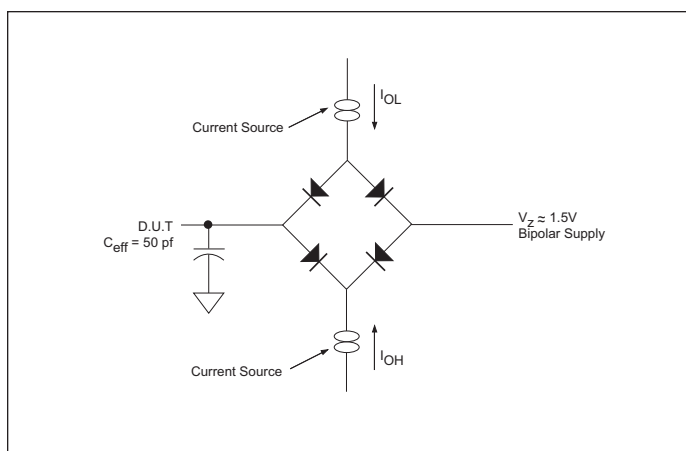 I_OL
Current Source
D.U.T
C_eff = 50 pf
V_Z ≈ 1.5V
Bipolar Supply
Current Source
I_OH